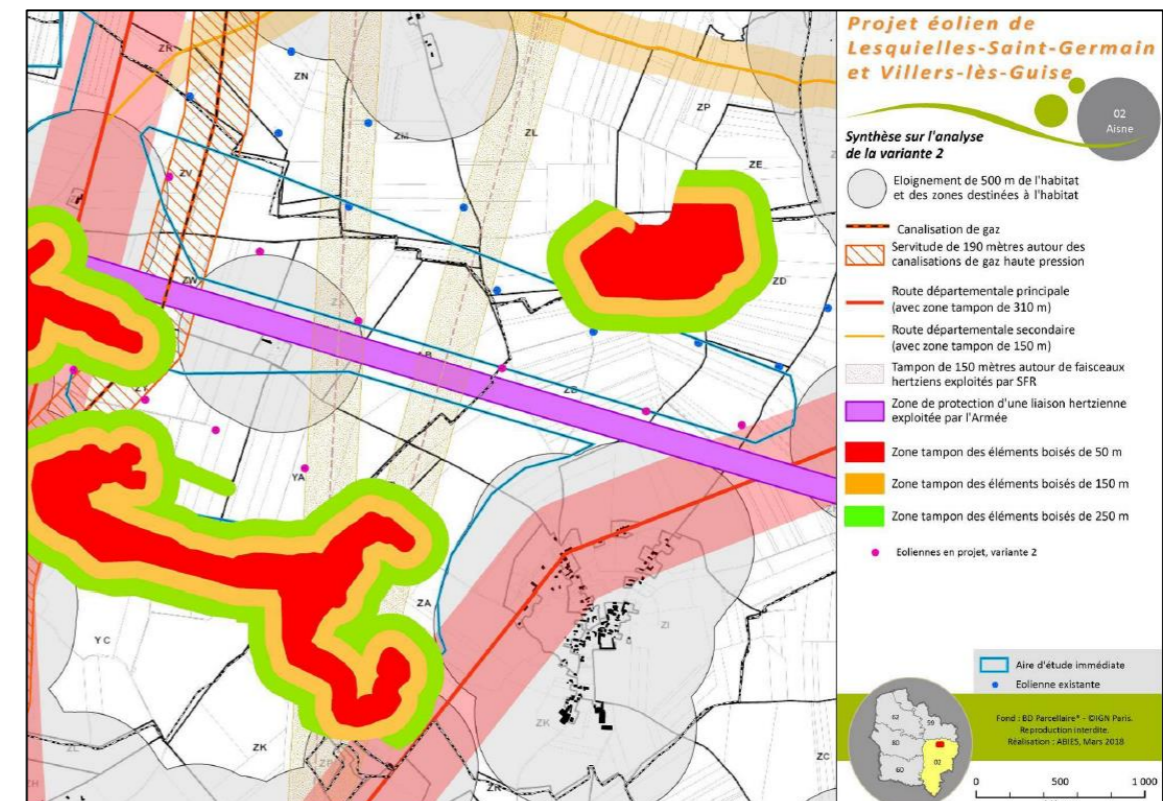 Projet éolien de
Lesquielles-Saint-Germain
et Villers-lès-Guise
02
Aisne
Synthèse sur l'analyse
de la variante 2
Eloignement de 500 m de l'habitat
et des zones destinées à l'habitat
Canalisation de gaz
Servitude de 190 mètres autour des
canalisations de gaz haute pression
Route départementale principale
(avec zone tampon de 310 m)
Route départementale secondaire
(avec zone tampon de 150 m)
Tampon de 150 mètres autour de faisceaux
hertziens exploités par SFR
Zone de protection d'une liaison hertzienne
exploitée par l'Armée
Zone tampon des éléments boisés de 50 m
Zone tampon des éléments boisés de 150 m
Zone tampon des éléments boisés de 250 m
Eoliennes en projet, variante 2
Aire d'étude immédiate
Eolienne existante
Fond : BD Parcellaire® - ©IGN Paris.
Reproduction interdite.
Réalisation : ABIES, Mars 2018
62
59
80
02
60
0 500 1 000
ZR
ZN
ZM
ZL
ZP
ZE
ZV
ZW
ZD
ZB
YA
ZA
ZI
YC
ZK
ZK
ZC